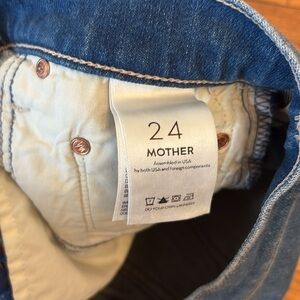 24
MOTHER
Assembled in USA
by both USA and foreign components